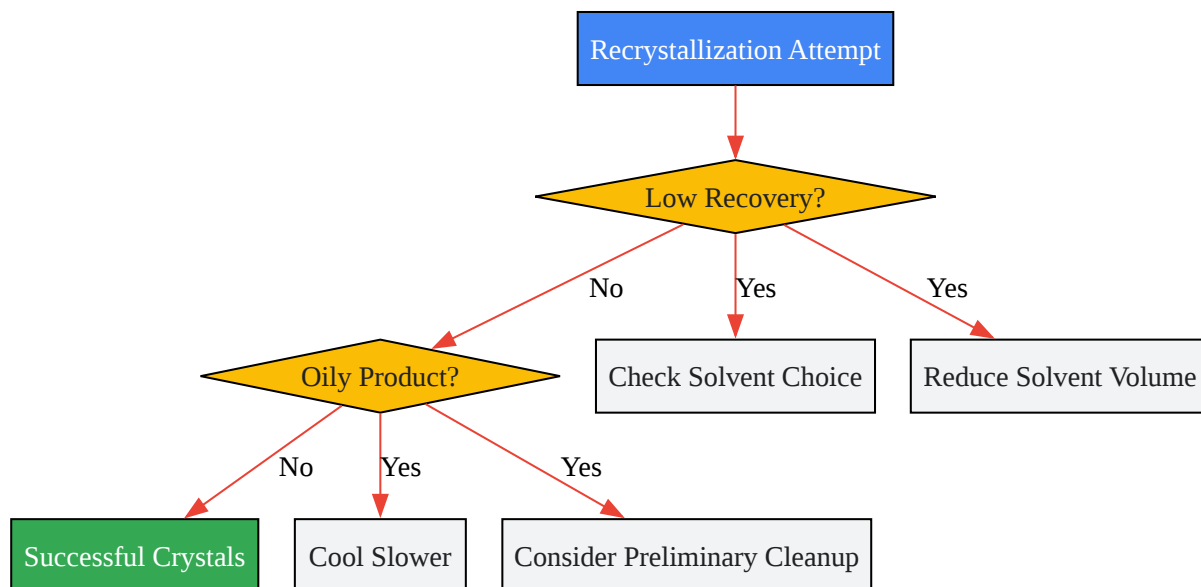 Recrystallization Attempt
Low Recovery?
No
Yes
Yes
Oily Product?
Check Solvent Choice
Reduce Solvent Volume
No
Yes
Yes
Successful Crystals
Cool Slower
Consider Preliminary Cleanup